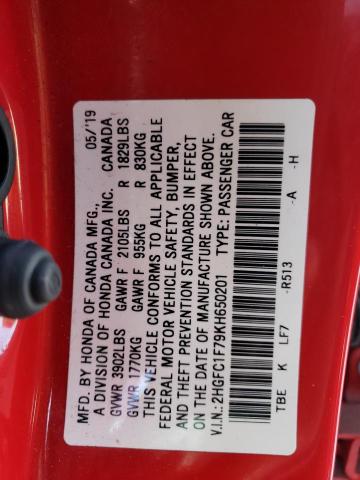 MFD. BY HONDA OF CANADA MFG., 05/'19
A DIVISION OF HONDA CANADA INC. CANADA
GVWR 3902LBS GAWR F 2105LBS R 1829LBS
GVWR 1770KG GAWR F 955KG R 830KG
THIS VEHICLE CONFORMS TO ALL APPLICABLE
FEDERAL MOTOR VEHICLE SAFETY, BUMPER,
AND THEFT PREVENTION STANDARDS IN EFFECT
ON THE DATE OF MANUFACTURE SHOWN ABOVE.
V.I.N.: 2HGFC1F79KH650201 TYPE: PASSENGER CAR
TBE K LF7 -R513 -A -H